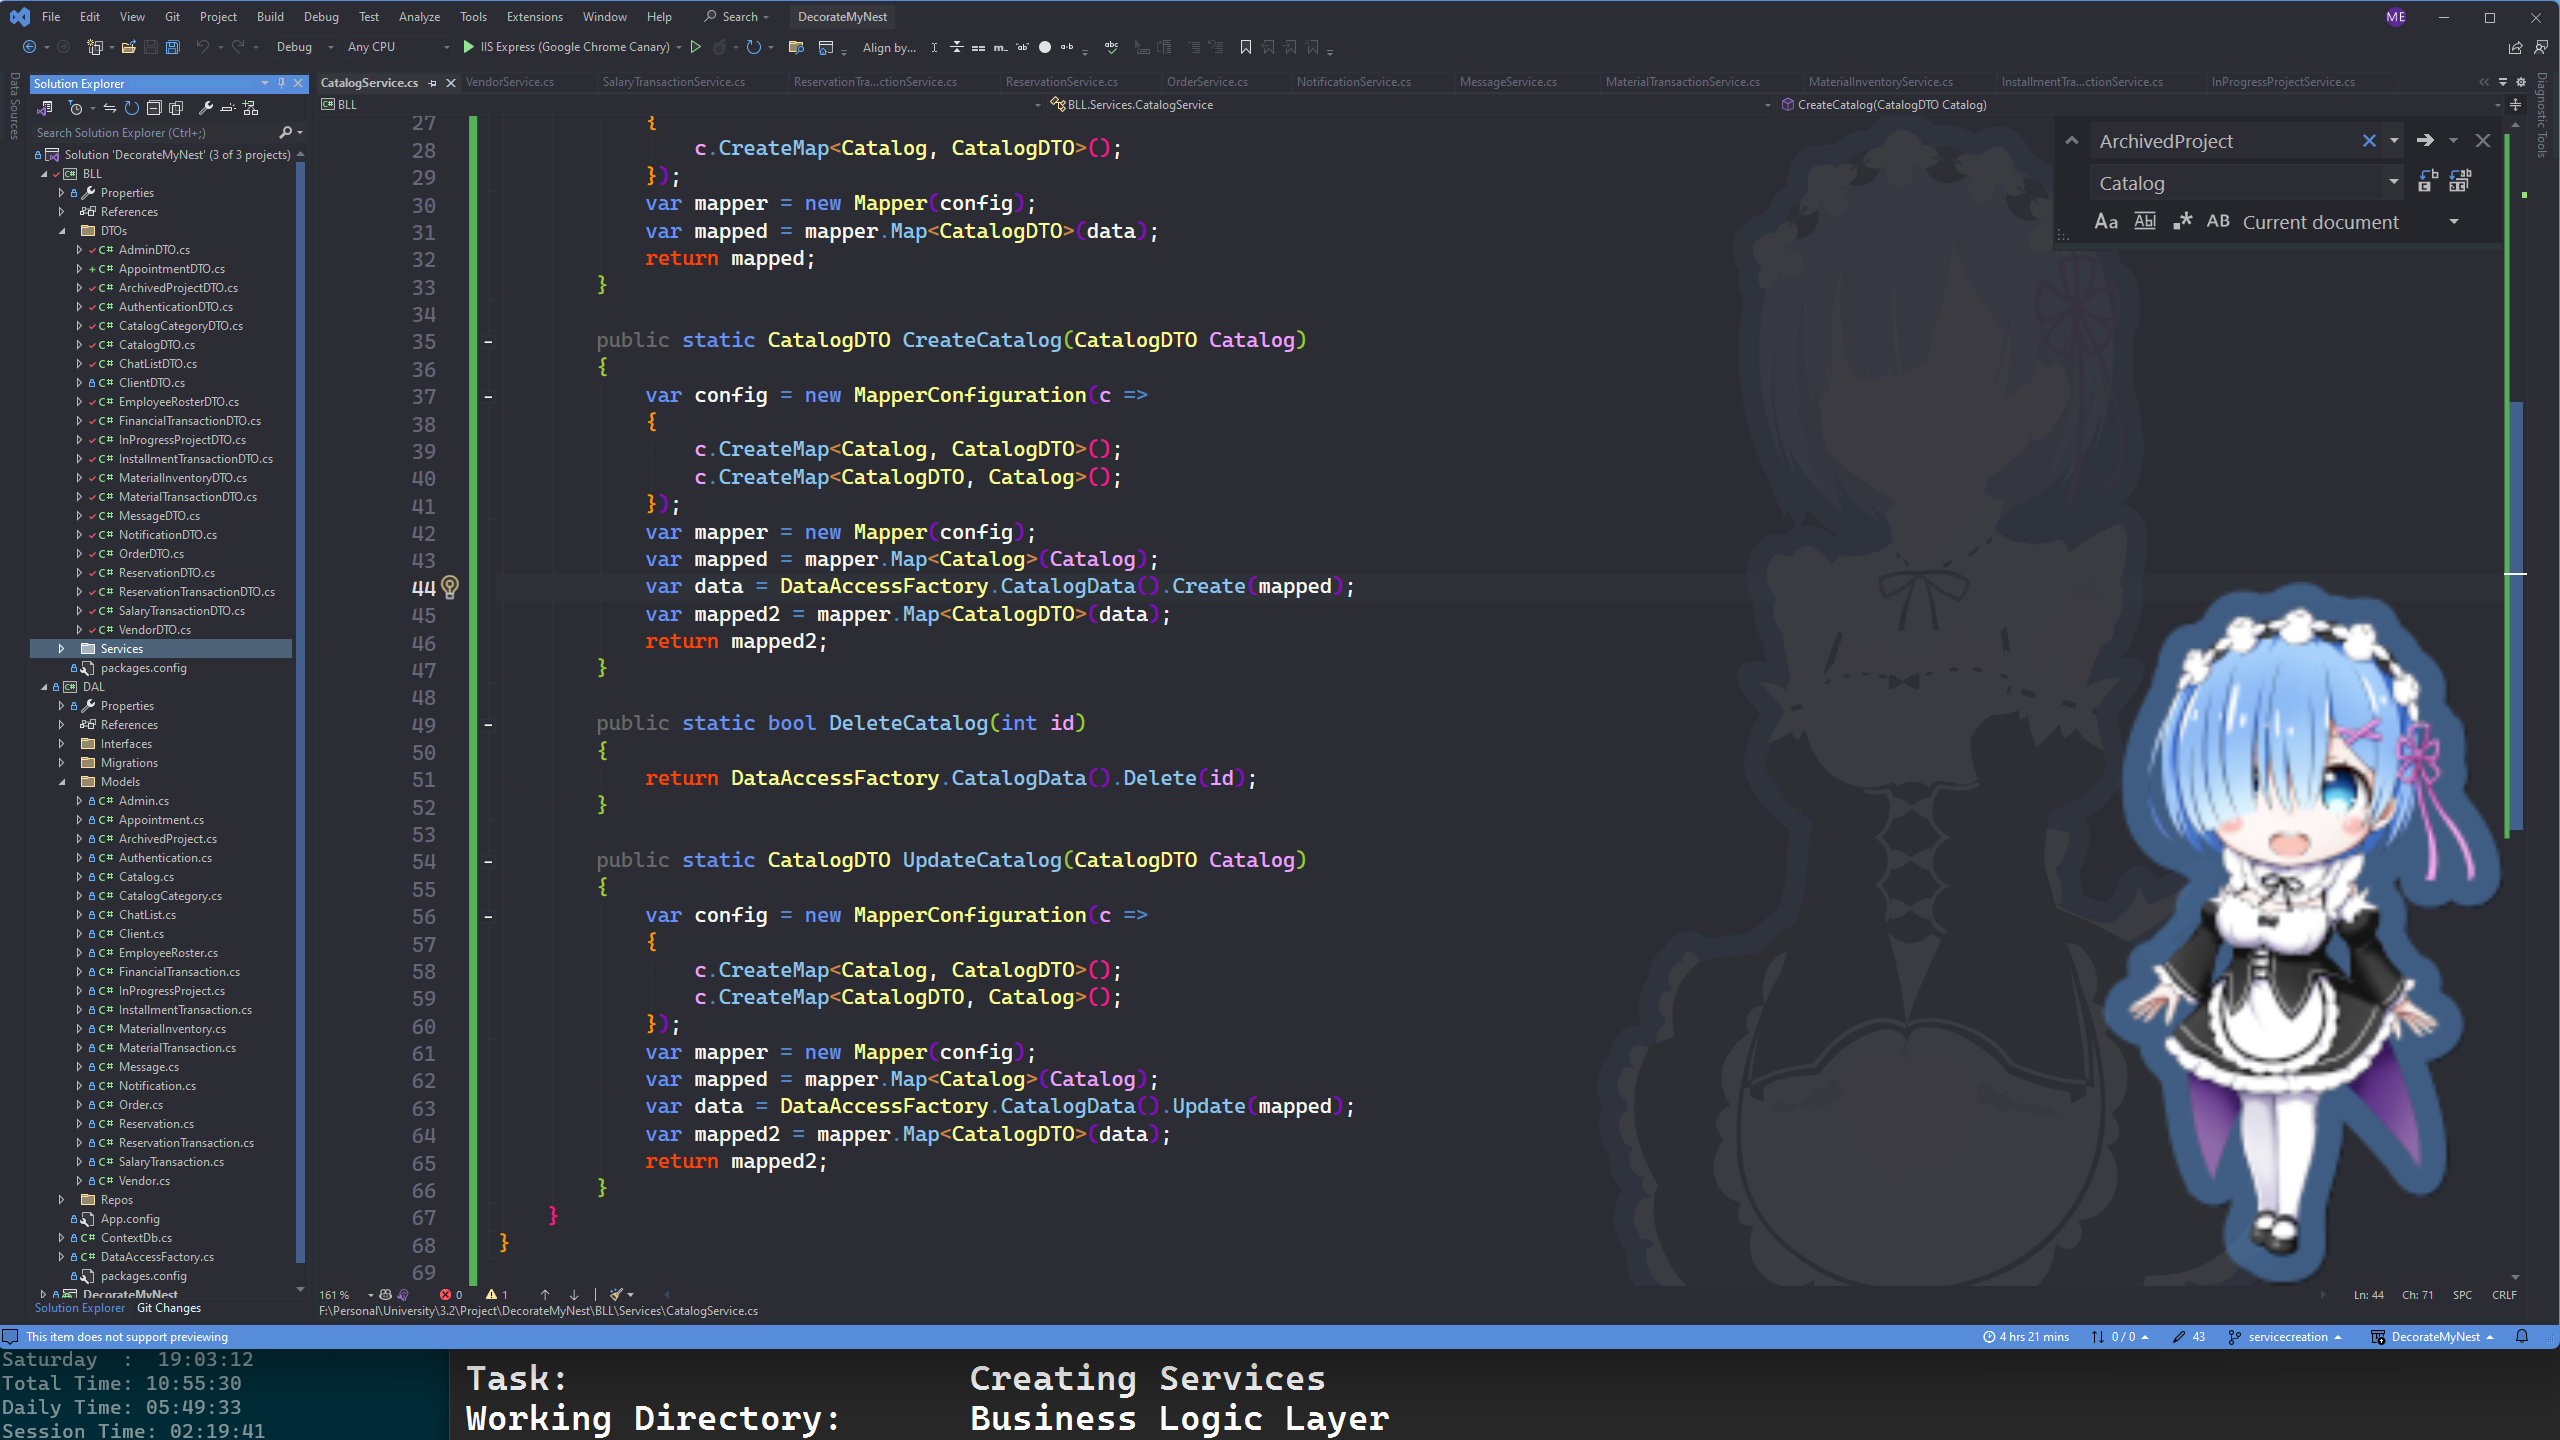 File Edit View Git Project Build Debug Test Analyze Tools Extensions Window Help Search DecorateMyNest ME
Debug Any CPU IIS Express (Google Chrome Canary) Align by...
Data Sources
Solution Explorer
Search Solution Explorer (Ctrl+;)
Solution 'DecorateMyNest' (3 of 3 projects)
BLL
Properties
References
DTOs
C# AdminDTO.cs
C# AppointmentDTO.cs
C# ArchivedProjectDTO.cs
C# AuthenticationDTO.cs
C# CatalogCategoryDTO.cs
C# CatalogDTO.cs
C# ChatListDTO.cs
C# ClientDTO.cs
C# EmployeeRosterDTO.cs
C# FinancialTransactionDTO.cs
C# InProgressProjectDTO.cs
C# InstallmentTransactionDTO.cs
C# MaterialInventoryDTO.cs
C# MaterialTransactionDTO.cs
C# MessageDTO.cs
C# NotificationDTO.cs
C# OrderDTO.cs
C# ReservationDTO.cs
C# ReservationTransactionDTO.cs
C# SalaryTransactionDTO.cs
C# VendorDTO.cs
Services
packages.config
DAL
Properties
References
Interfaces
Migrations
Models
C# Admin.cs
C# Appointment.cs
C# ArchivedProject.cs
C# Authentication.cs
C# Catalog.cs
C# CatalogCategory.cs
C# ChatList.cs
C# Client.cs
C# EmployeeRoster.cs
C# FinancialTransaction.cs
C# InProgressProject.cs
C# InstallmentTransaction.cs
C# MaterialInventory.cs
C# MaterialTransaction.cs
C# Message.cs
C# Notification.cs
C# Order.cs
C# Reservation.cs
C# ReservationTransaction.cs
C# SalaryTransaction.cs
C# Vendor.cs
Repos
App.config
C# ContextDb.cs
C# DataAccessFactory.cs
packages.config
DecorateMyNest
Solution Explorer Git Changes
CatalogService.cs VendorService.cs SalaryTransactionService.cs ReservationTra...ctionService.cs ReservationService.cs OrderService.cs NotificationService.cs MessageService.cs MaterialTransactionService.cs MaterialInventoryService.cs InstallmentTra...ctionService.cs InProgressProjectService.cs
BLL BLL.Services.CatalogService CreateCatalog(CatalogDTO Catalog)
Diagnostic Tools
ArchivedProject
Catalog
Aa Abl .* AB Current document
27 {
28 c.CreateMap<Catalog, CatalogDTO>();
29 });
30 var mapper = new Mapper(config);
31 var mapped = mapper.Map<CatalogDTO>(data);
32 return mapped;
33 }
34
35 public static CatalogDTO CreateCatalog(CatalogDTO Catalog)
36 {
37 var config = new MapperConfiguration(c =>
38 {
39 c.CreateMap<Catalog, CatalogDTO>();
40 c.CreateMap<CatalogDTO, Catalog>();
41 });
42 var mapper = new Mapper(config);
43 var mapped = mapper.Map<Catalog>(Catalog);
44 var data = DataAccessFactory.CatalogData().Create(mapped);
45 var mapped2 = mapper.Map<CatalogDTO>(data);
46 return mapped2;
47 }
48
49 public static bool DeleteCatalog(int id)
50 {
51 return DataAccessFactory.CatalogData().Delete(id);
52 }
53
54 public static CatalogDTO UpdateCatalog(CatalogDTO Catalog)
55 {
56 var config = new MapperConfiguration(c =>
57 {
58 c.CreateMap<Catalog, CatalogDTO>();
59 c.CreateMap<CatalogDTO, Catalog>();
60 });
61 var mapper = new Mapper(config);
62 var mapped = mapper.Map<Catalog>(Catalog);
63 var data = DataAccessFactory.CatalogData().Update(mapped);
64 var mapped2 = mapper.Map<CatalogDTO>(data);
65 return mapped2;
66 }
67 }
68 }
69
161 % 0 1 Ln: 44 Ch: 71 SPC CRLF
F:\Personal\University\3.2\Project\DecorateMyNest\BLL\Services\CatalogService.cs
This item does not support previewing 4 hrs 21 mins 0 / 0 43 servicecreation DecorateMyNest
Saturday : 19:03:12
Total Time: 10:55:30
Daily Time: 05:49:33
Session Time: 02:19:41
Task: Creating Services
Working Directory: Business Logic Layer